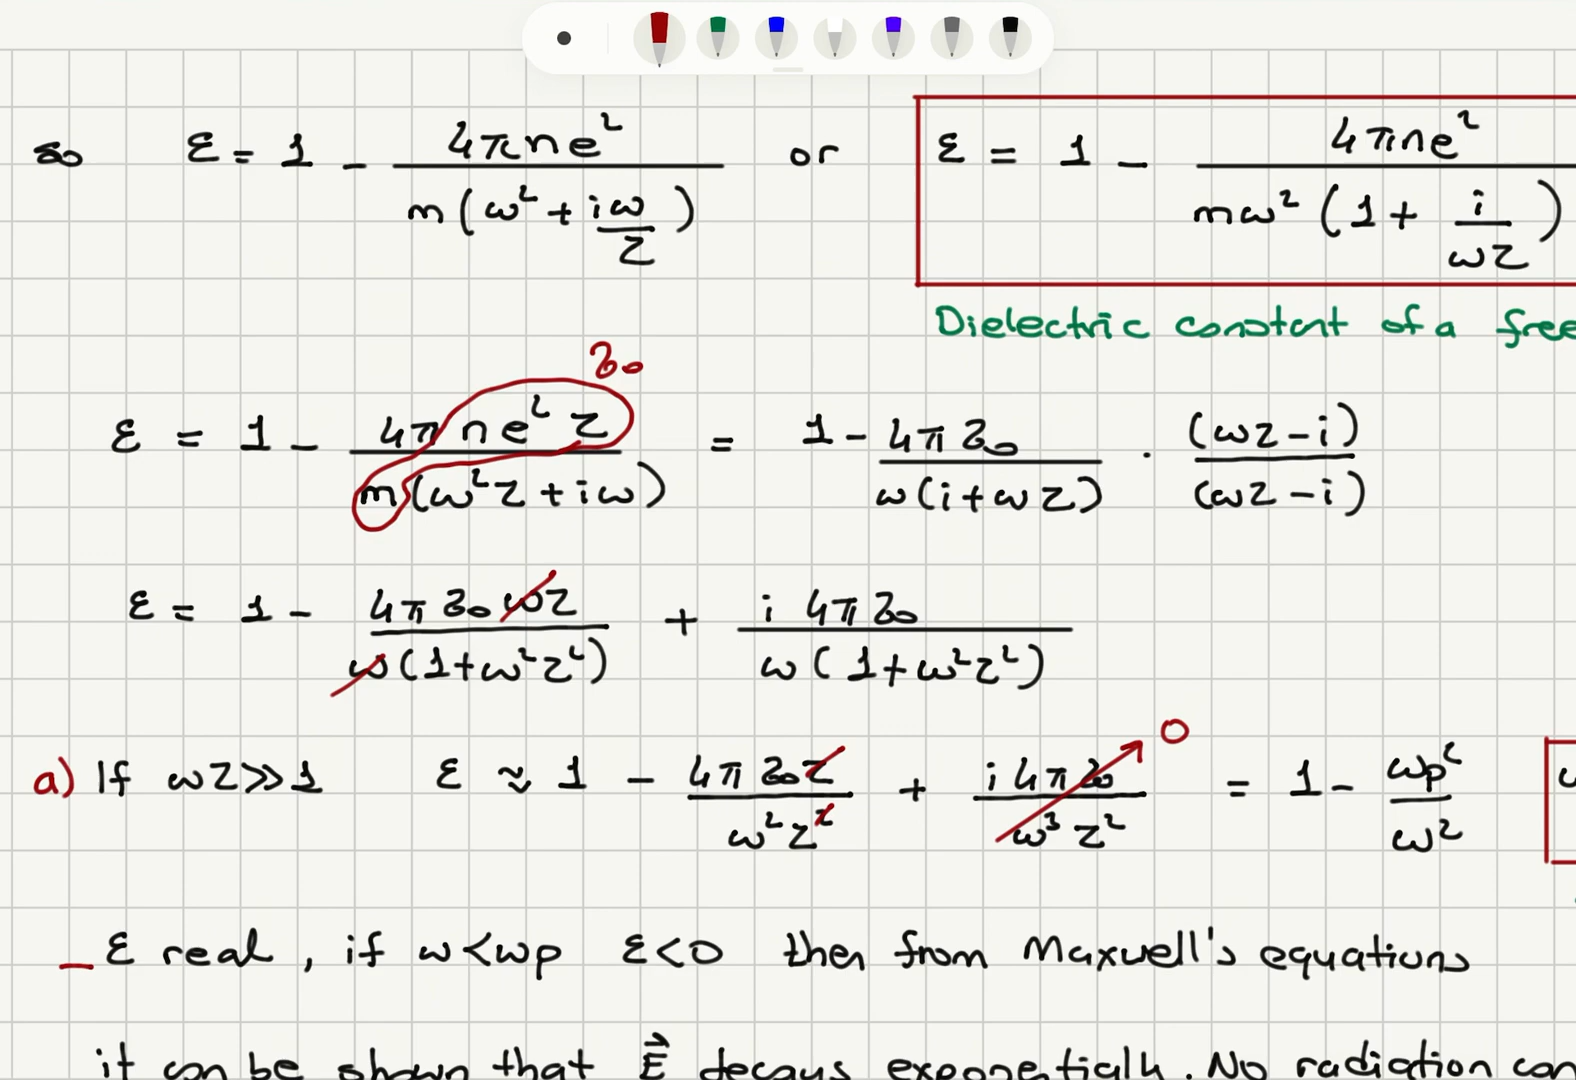 so ε = 1 - 4πne² / m(ω² + iω/τ) or ε = 1 - 4πne² / mω²(1 + i/ωτ)
Dielectric constant of a free
σ₀
ε = 1 - 4πne²τ / m(ω²τ + iω) = 1 - 4πσ₀ / ω(i + ωτ) · (ωτ - i) / (ωτ - i)
ε = 1 - 4πσ₀ωτ / ω(1 + ω²τ²) + i4πσ₀ / ω(1 + ω²τ²)
a) If ωτ≫1 ε ≈ 1 - 4πσ₀τ / ω²τ² + i4πσ₀ / ω³τ² → 0 = 1 - ωp² / ω²
- ε real, if ω<ωp ε<0 then from Maxwell's equations
it can be shown that E⃗ decays exponentially. No radiation can